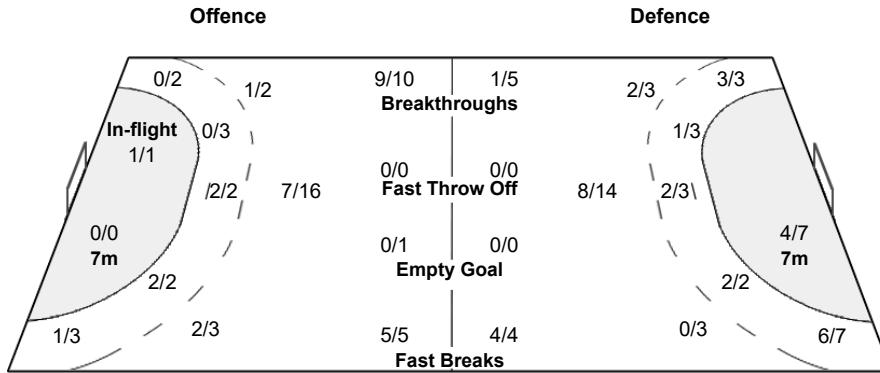 Offence Defence
0/2 1/2 9/10 1/5 2/3 3/3
Breakthroughs
In-flight 0/3 1/3
1/1
0/0 0/0
2/2 7/16 Fast Throw Off 8/14 2/3
0/0 0/1 0/0 4/7
7m Empty Goal 7m
2/2 2/2
1/3 2/3 5/5 4/4 0/3 6/7
Fast Breaks